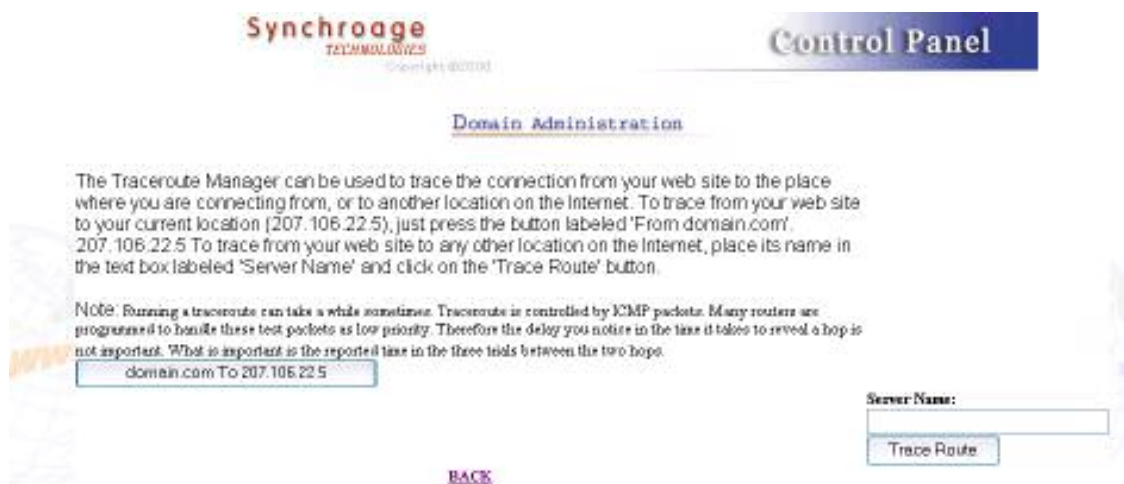 Synchroage
TECHNOLOGIES
Copyright @2000
Control Panel
Domain Administration
The Traceroute Manager can be used to trace the connection from your web site to the place
where you are connecting from, or to another location on the Internet. To trace from your web site
to your current location (207.106.22.5), just press the button labeled 'From domain.com'.
207.106.22.5 To trace from your web site to any other location on the Internet, place its name in
the text box labeled 'Server Name' and click on the 'Trace Route' button.
Note: Running a traceroute can take a while sometimes. Traceroute is controlled by ICMP packets. Many routers are
programmed to handle these test packets as low priority. Therefore the delay you notice in the time it takes to reveal a hop is
not important. What is important is the reported time in the three trials between the two hops.
domain.com To 207.106.22.5
Server Name:
Trace Route
BACK
WWW